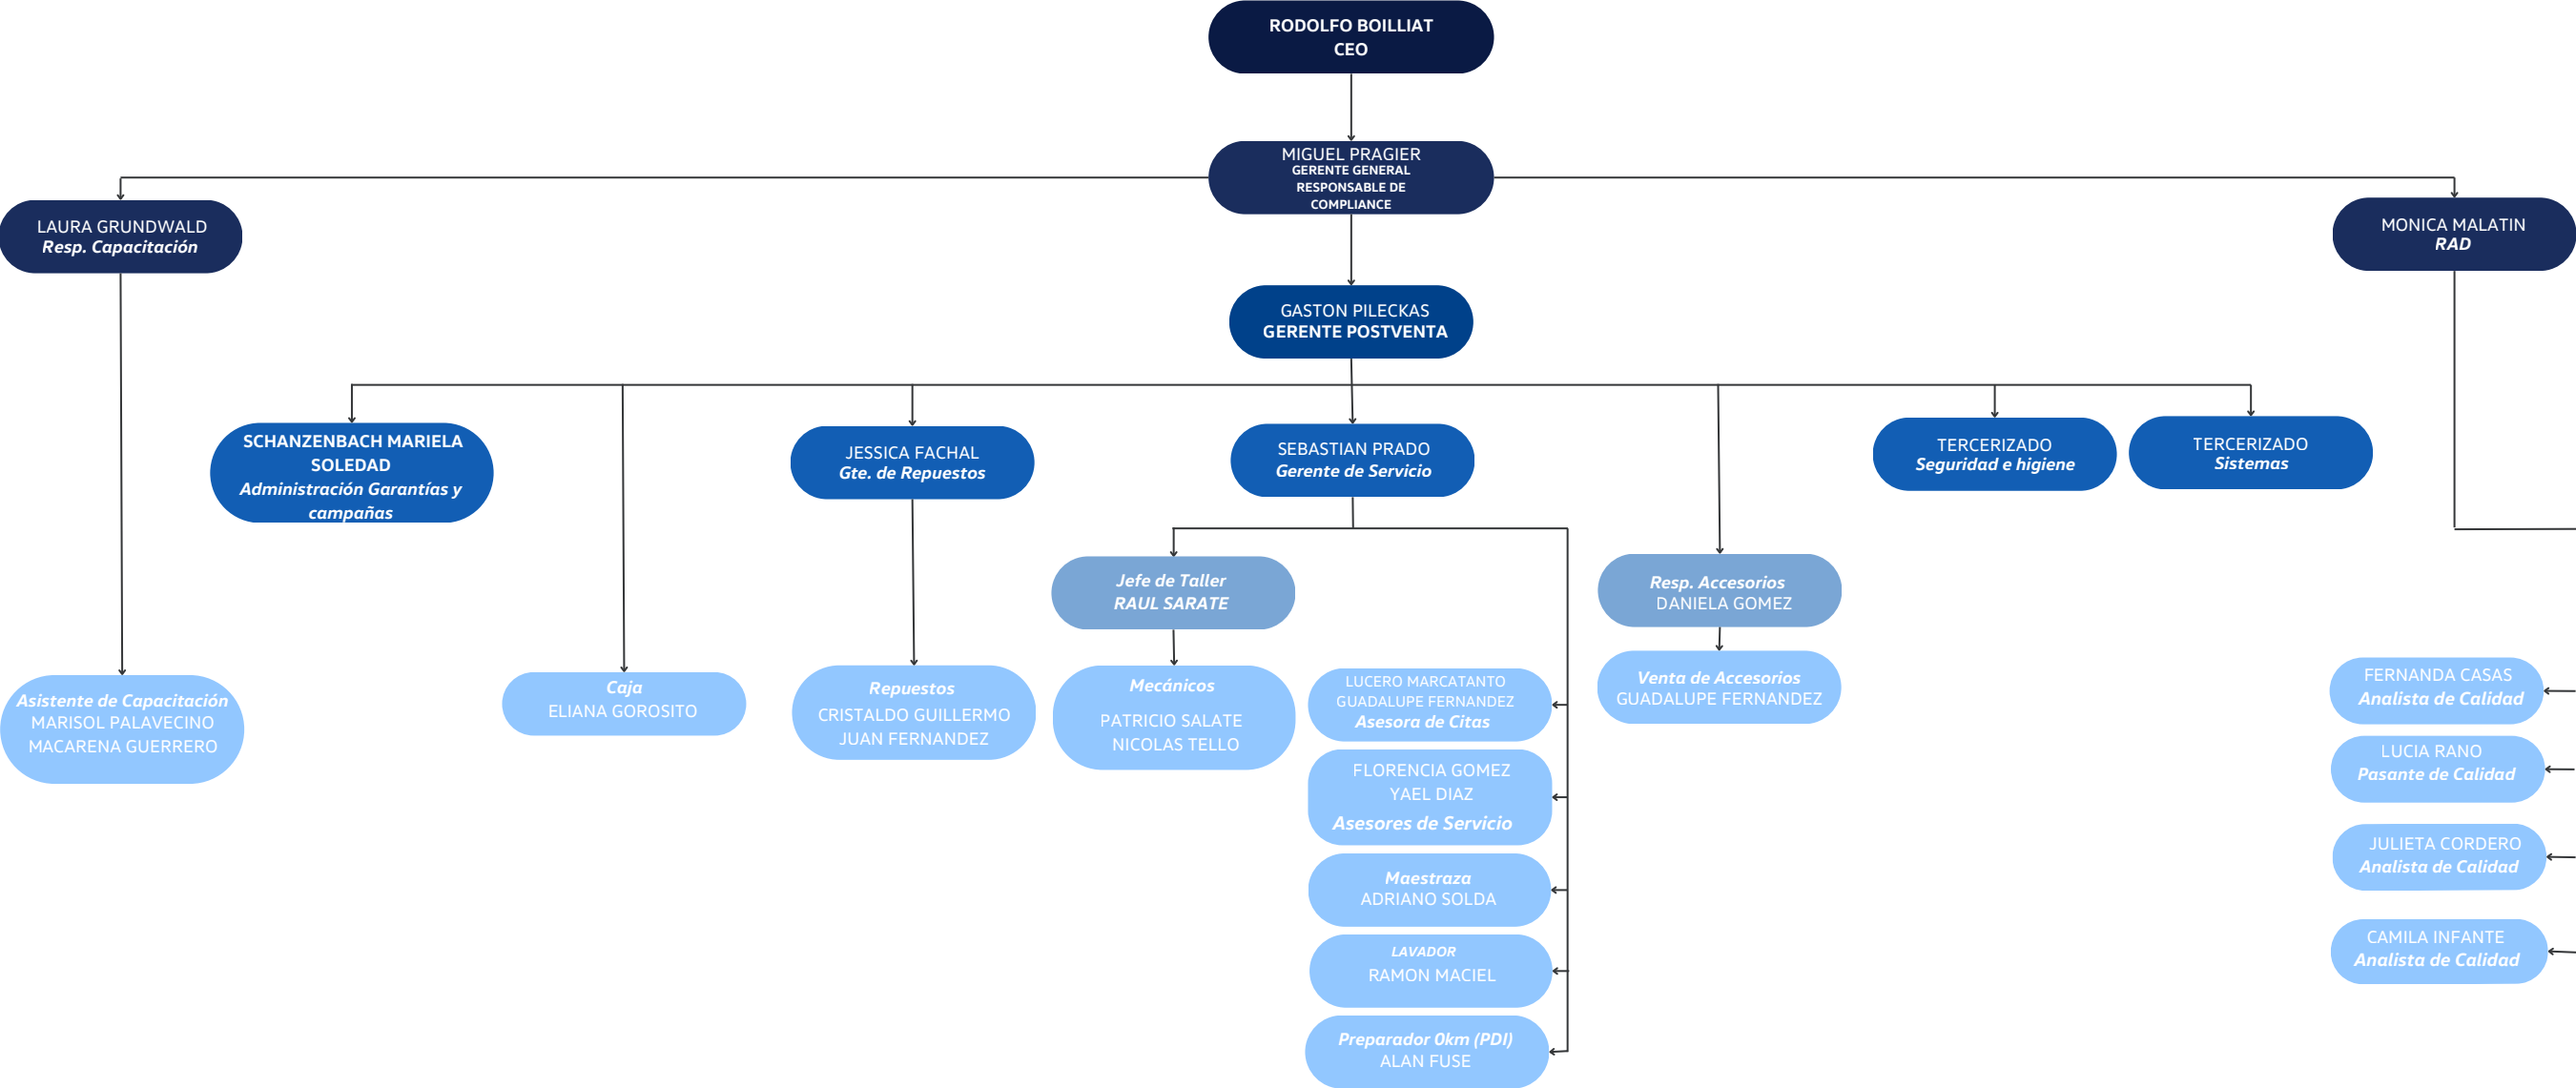 RODOLFO BOILLIAT
CEO
MIGUEL PRAGIER
GERENTE GENERAL
RESPONSABLE DE
COMPLIANCE
LAURA GRUNDWALD
Resp. Capacitación
MONICA MALATIN
RAD
GASTON PILECKAS
GERENTE POSTVENTA
SCHANZENBACH MARIELA
SOLEDAD
Administración Garantías y
campañas
JESSICA FACHAL
Gte. de Repuestos
SEBASTIAN PRADO
Gerente de Servicio
TERCERIZADO
Seguridad e higiene
TERCERIZADO
Sistemas
Jefe de Taller
RAUL SARATE
Resp. Accesorios
DANIELA GOMEZ
Asistente de Capacitación
MARISOL PALAVECINO
MACARENA GUERRERO
Caja
ELIANA GOROSITO
Repuestos
CRISTALDO GUILLERMO
JUAN FERNANDEZ
Mecánicos
PATRICIO SALATE
NICOLAS TELLO
LUCERO MARCATANTO
GUADALUPE FERNANDEZ
Asesora de Citas
Venta de Accesorios
GUADALUPE FERNANDEZ
FLORENCIA GOMEZ
YAEL DIAZ
Asesores de Servicio
Maestraza
ADRIANO SOLDA
LAVADOR
RAMON MACIEL
Preparador 0km (PDI)
ALAN FUSE
FERNANDA CASAS
Analista de Calidad
LUCIA RANO
Pasante de Calidad
JULIETA CORDERO
Analista de Calidad
CAMILA INFANTE
Analista de Calidad